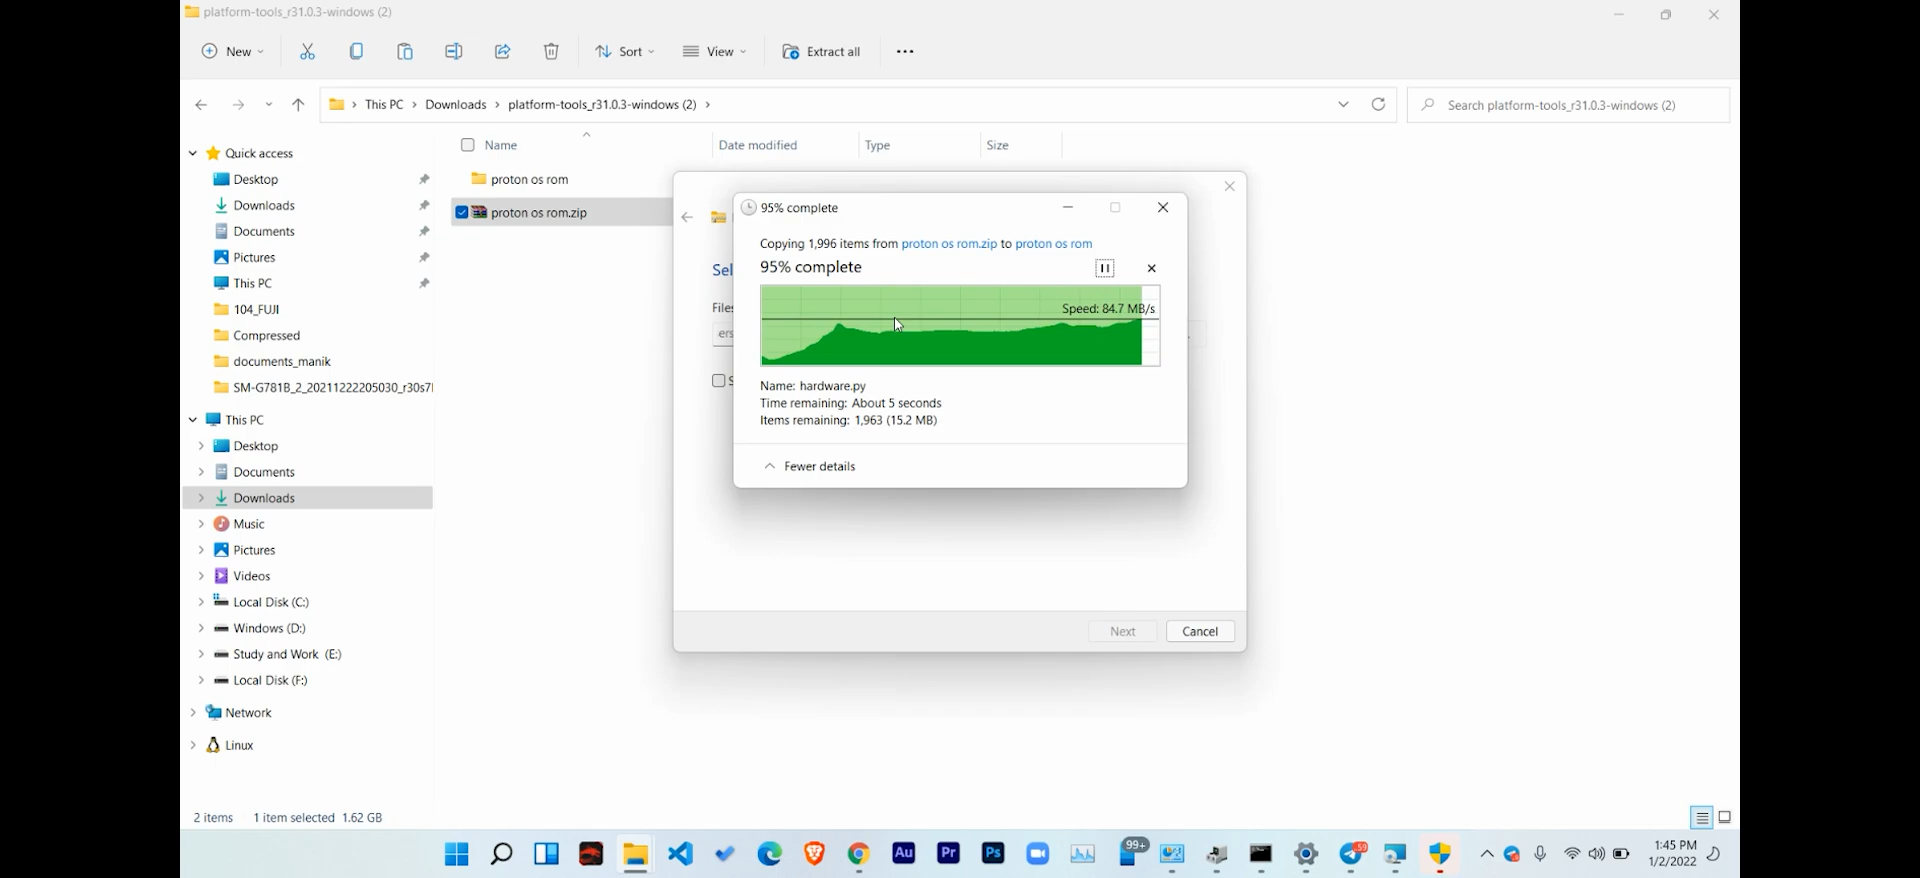 platform-tools_r31.0.3-windows (2)
New
Sort
View
Extract all
This PC > Downloads > platform-tools_r31.0.3-windows (2) >
Search platform-tools_r31.0.3-windows (2)
Name
Date modified
Type
Size
Quick access
Desktop
Downloads
Documents
Pictures
This PC
104_FUJI
Compressed
documents_manik
SM-G781B_2_20211222205030_r30s7
This PC
Desktop
Documents
Downloads
Music
Pictures
Videos
Local Disk (C:)
Windows (D:)
Study and Work (E:)
Local Disk (F:)
Network
Linux
proton os rom
proton os rom.zip
Sel
Files
ers
S
95% complete
Copying 1,996 items from proton os rom.zip to proton os rom
95% complete
Speed: 84.7 MB/s
Name: hardware.py
Time remaining: About 5 seconds
Items remaining: 1,963 (15.2 MB)
Fewer details
Next
Cancel
2 items
1 item selected 1.62 GB
Au
Pr
Ps
99+
59
1:45 PM
1/2/2022